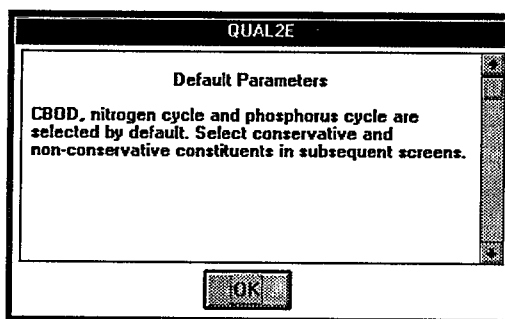 QUAL2E
Default Parameters
CBOD, nitrogen cycle and phosphorus cycle are
selected by default. Select conservative and
non-conservative constituents in subsequent screens.
OK